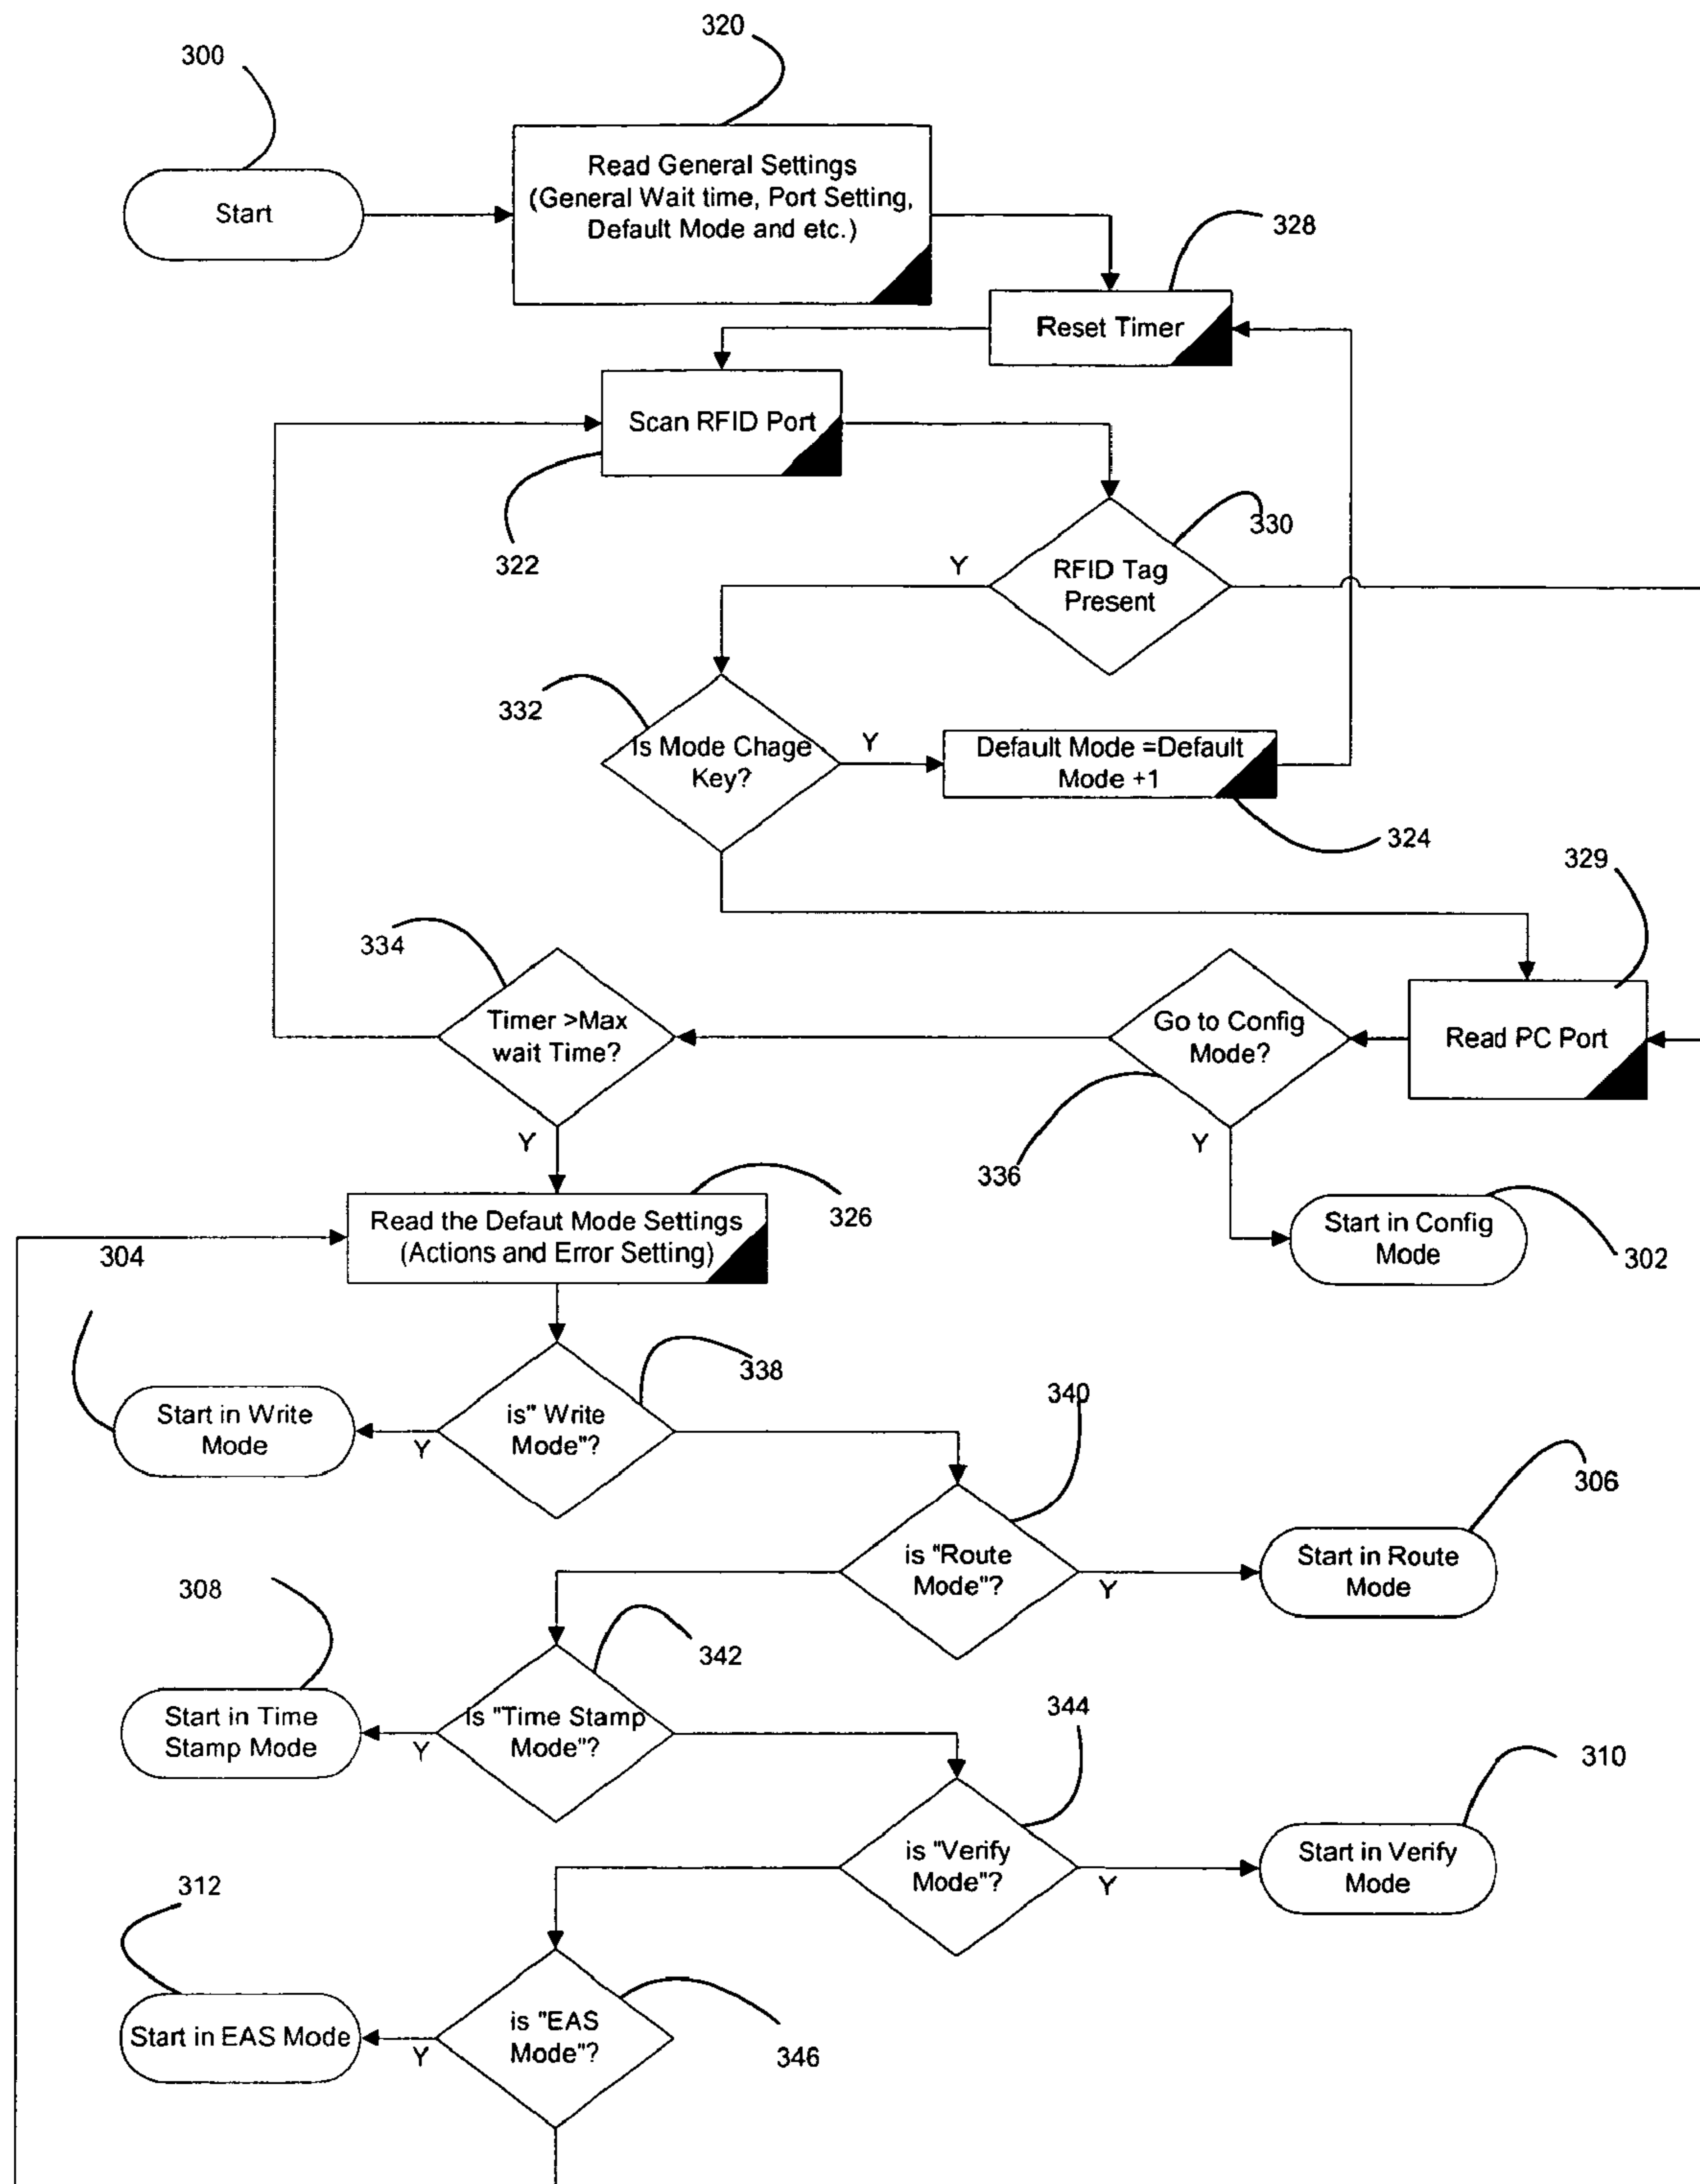 320
300
Read General Settings
(General Wait time, Port Setting,
Default Mode and etc.)
Start
328
Reset Timer
Scan RFID Port
330
322
Y
RFID Tag
Present
332
Is Mode Chage
Key?
Y
Default Mode =Default
Mode +1
324
329
334
Timer >Max
wait Time?
Go to Config
Mode?
Read PC Port
Y
Y
336
326
Read the Defaut Mode Settings
(Actions and Error Setting)
Start in Config
Mode
302
304
338
340
Start in Write
Mode
Y
is" Write
Mode"?
306
is "Route
Mode"?
Y
Start in Route
Mode
308
342
344
Start in Time
Stamp Mode
Y
Is "Time Stamp
Mode"?
310
is "Verify
Mode"?
Y
Start in Verify
Mode
312
Start in EAS Mode
Y
is "EAS
Mode"?
346